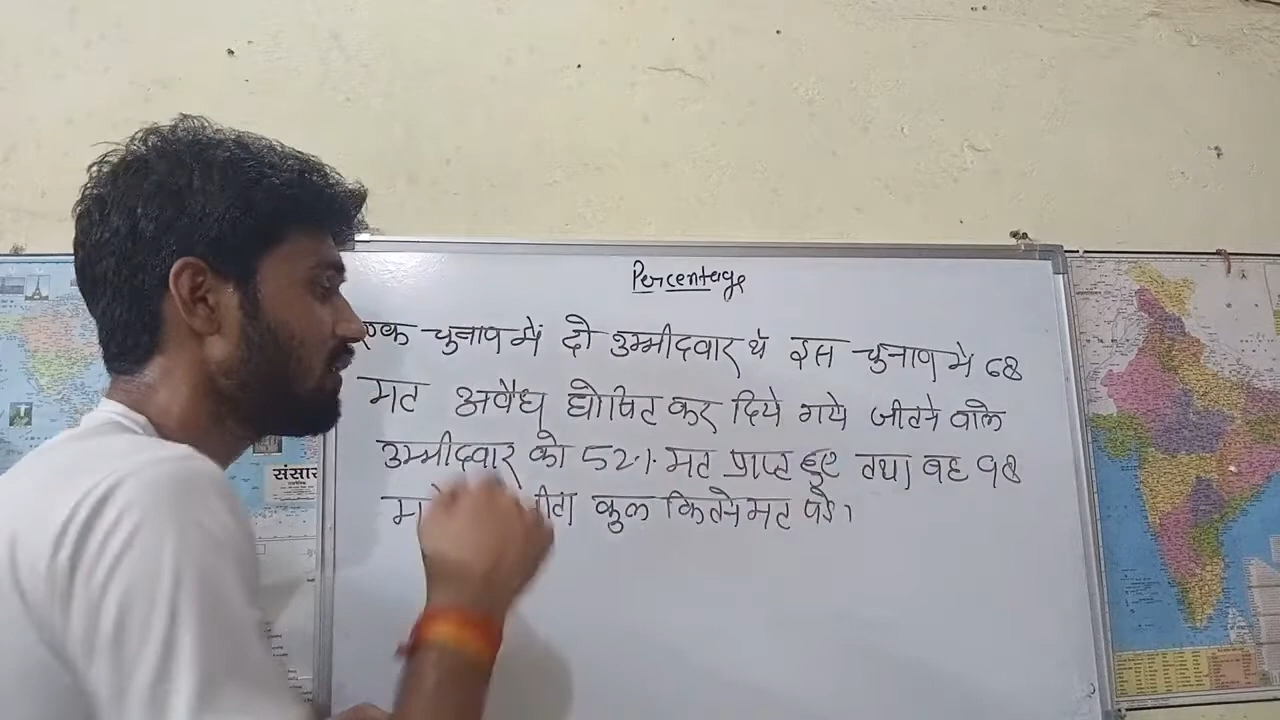 Percentage
एक चुनाव में दो उम्मीदवार थे इस चुनाव में 68
मत अवैध घोषित कर दिये गये जीतने वाले
उम्मीदवार को 52% मत प्राप्त हुए तथा वह 98
कुल कितने मत पड़े।
संसार